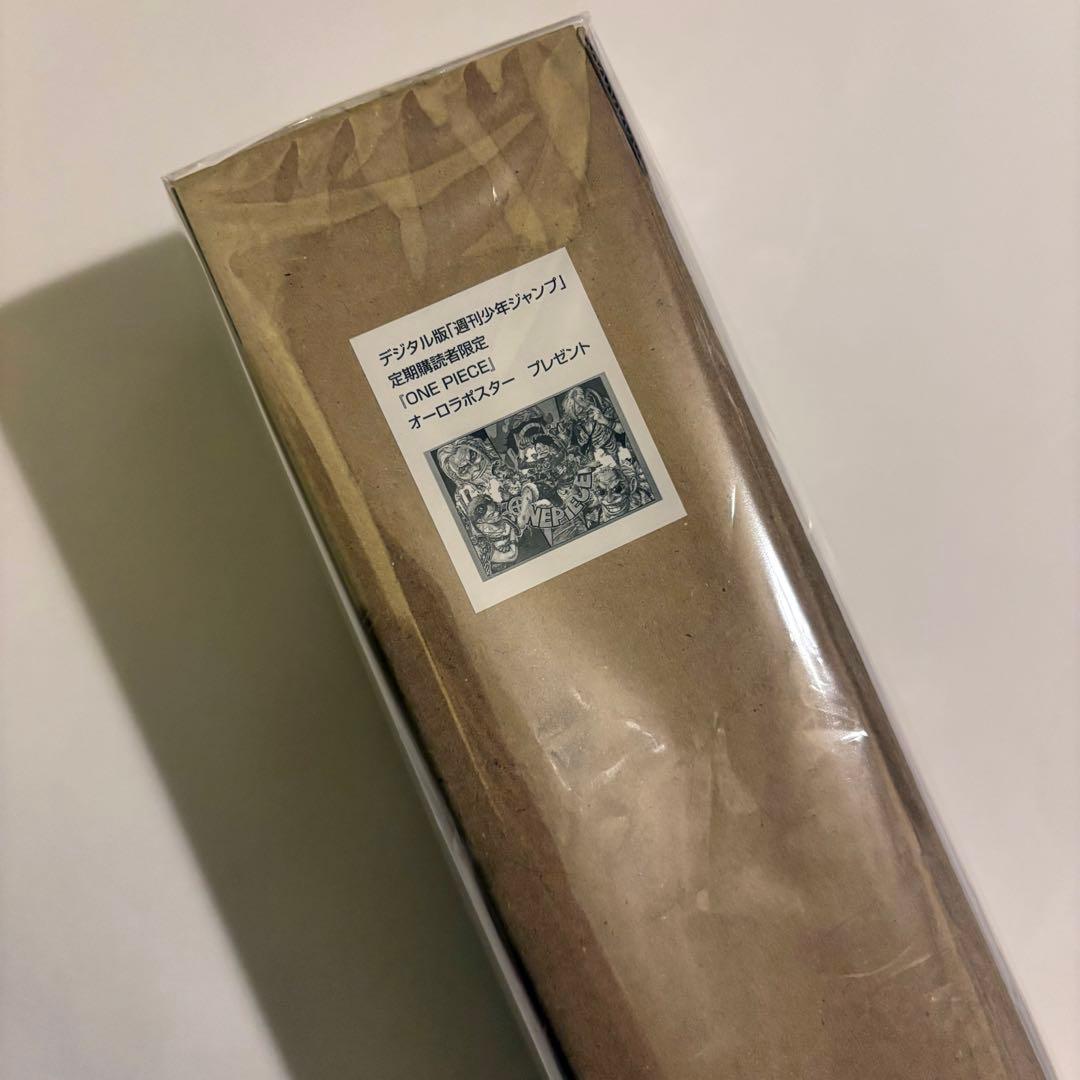 デジタル版「週刊少年ジャンプ」
定期購読者限定
『ONE PIECE』
オーロラポスター　プレゼント
ONE PIECE